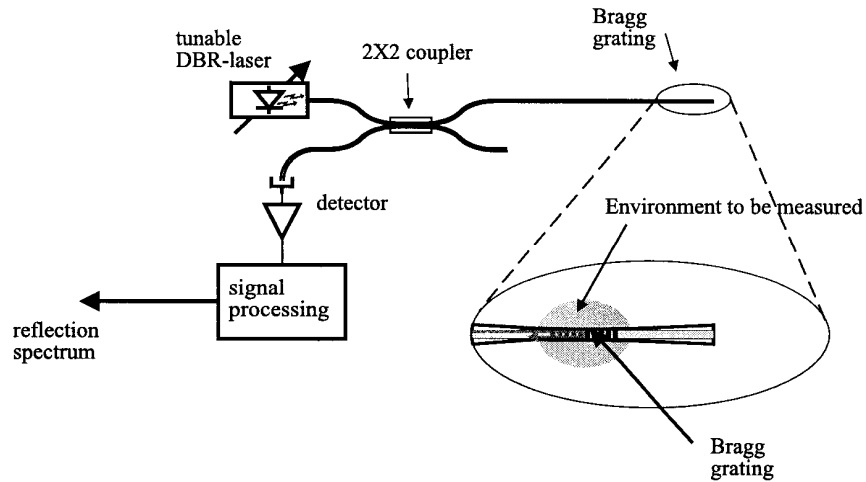 tunable
DBR-laser
2X2 coupler
Bragg
grating
detector
Environment to be measured
signal
processing
reflection
spectrum
Bragg
grating